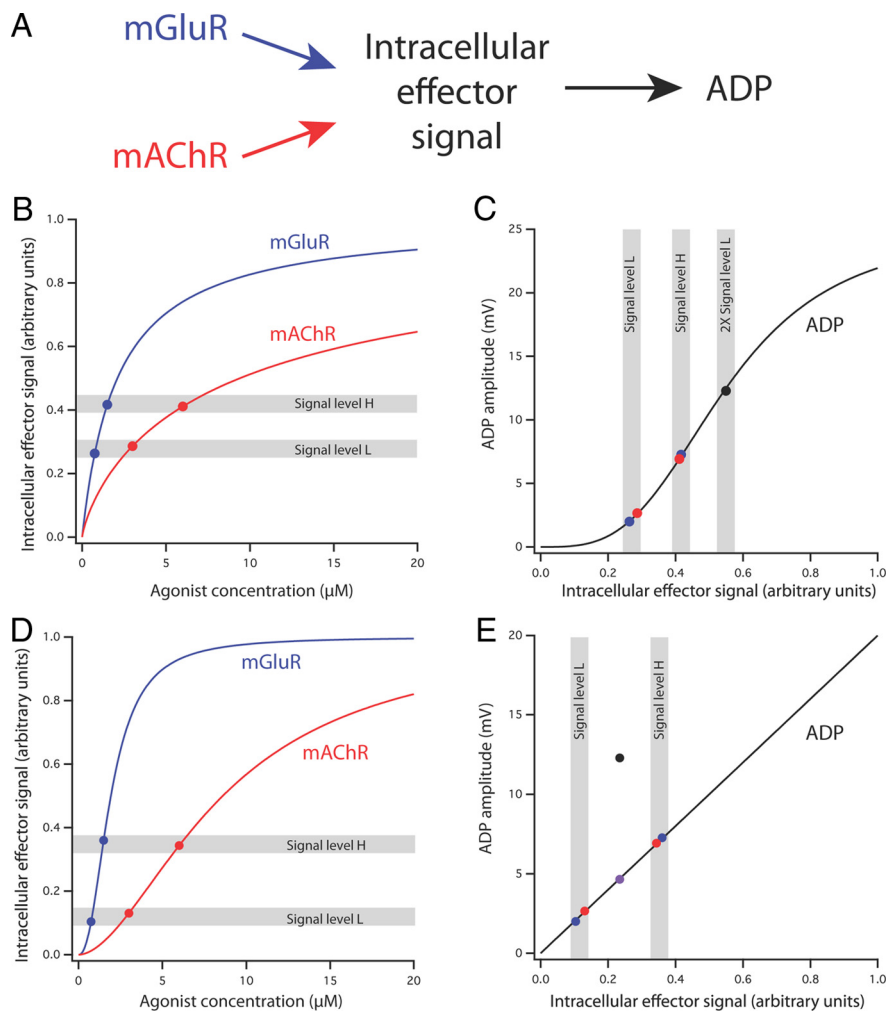 A
mGluR
mAChR
Intracellular
effector
signal
ADP
B
Intracellular effector signal (arbitrary units)
1.0
0.8
0.6
0.4
0.2
0.0
mGluR
mAChR
Signal level H
Signal level L
0 5 10 15 20
Agonist concentration (μM)
C
ADP amplitude (mV)
25
20
15
10
5
0
Signal level L
Signal level H
2X Signal level L
ADP
0.0 0.2 0.4 0.6 0.8 1.0
Intracellular effector signal (arbitrary units)
D
Intracellular effector signal (arbitrary units)
1.0
0.8
0.6
0.4
0.2
0.0
mGluR
mAChR
Signal level H
Signal level L
0 5 10 15 20
Agonist concentration (μM)
E
ADP amplitude (mV)
20
15
10
5
0
Signal level L
Signal level H
ADP
0.0 0.2 0.4 0.6 0.8 1.0
Intracellular effector signal (arbitrary units)